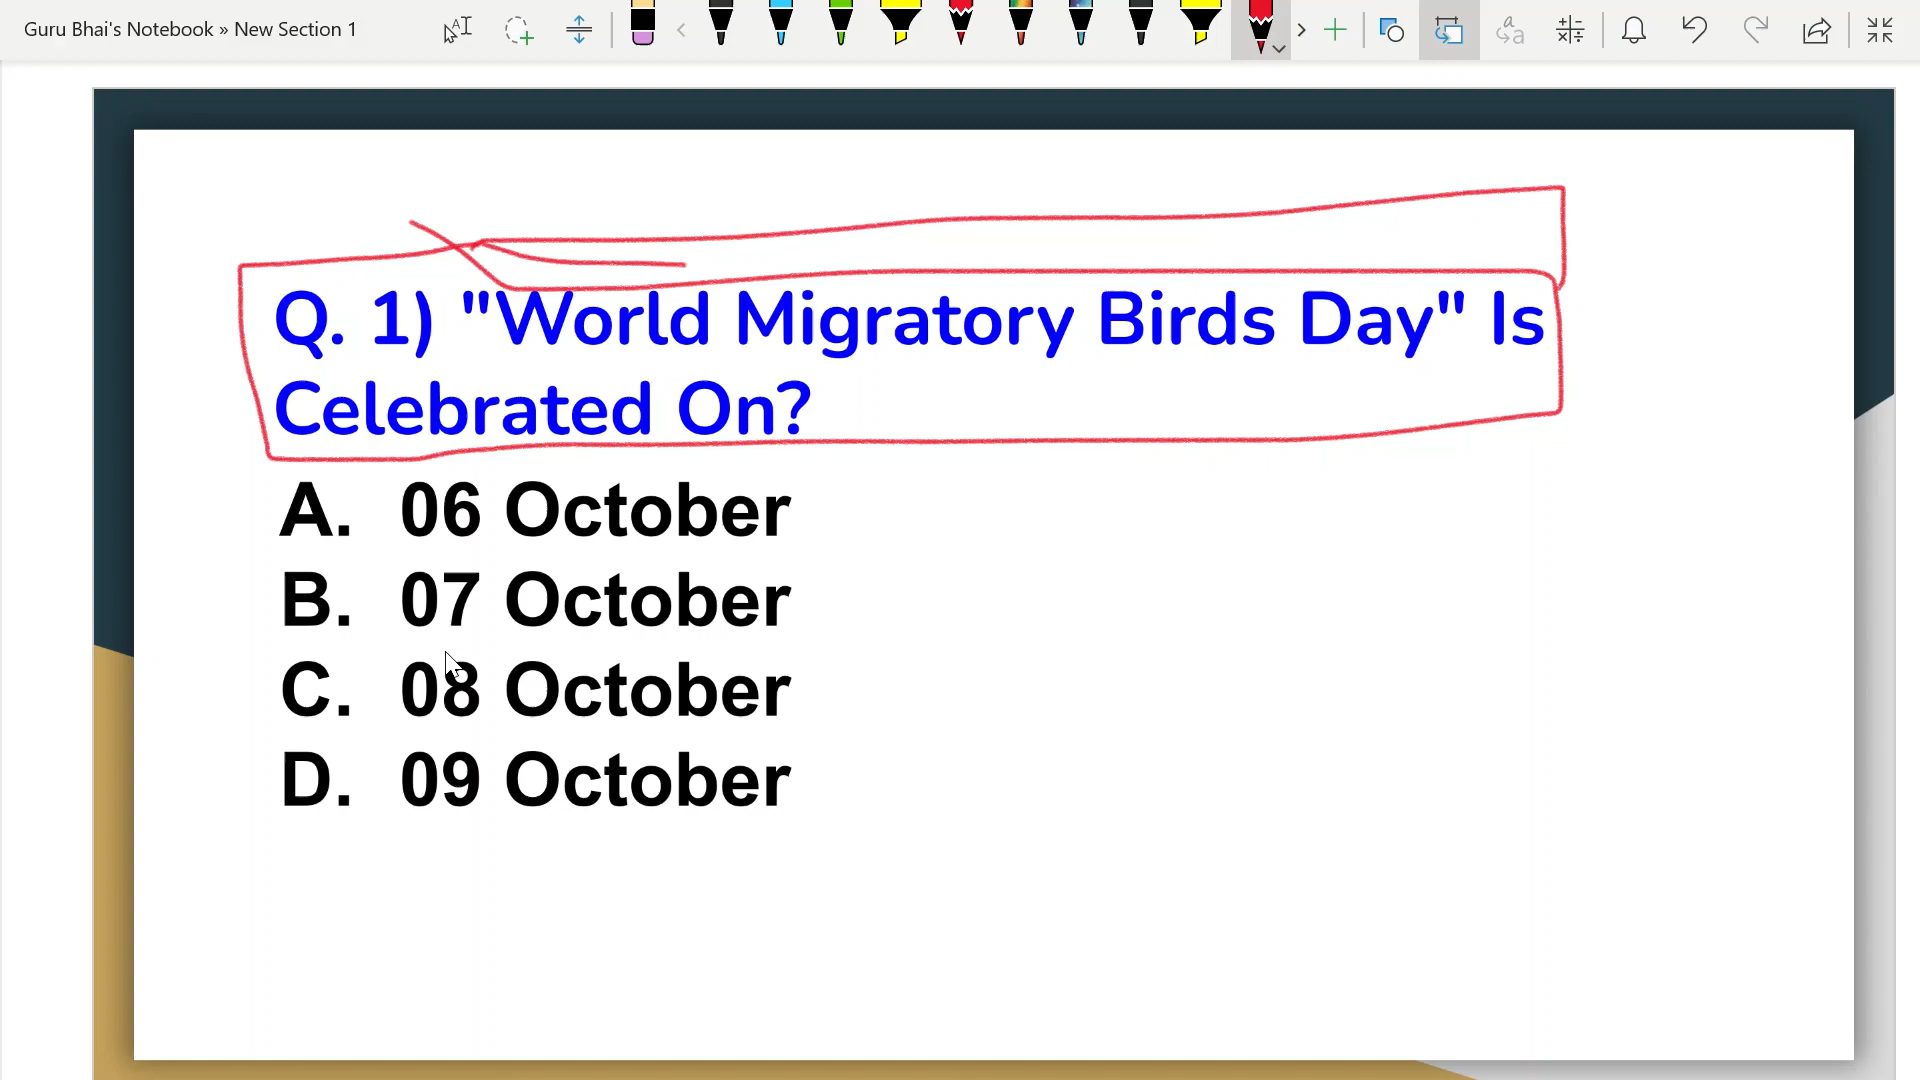 Guru Bhai's Notebook » New Section 1
Q. 1) "World Migratory Birds Day" Is
Celebrated On?
A. 06 October
B. 07 October
C. 08 October
D. 09 October